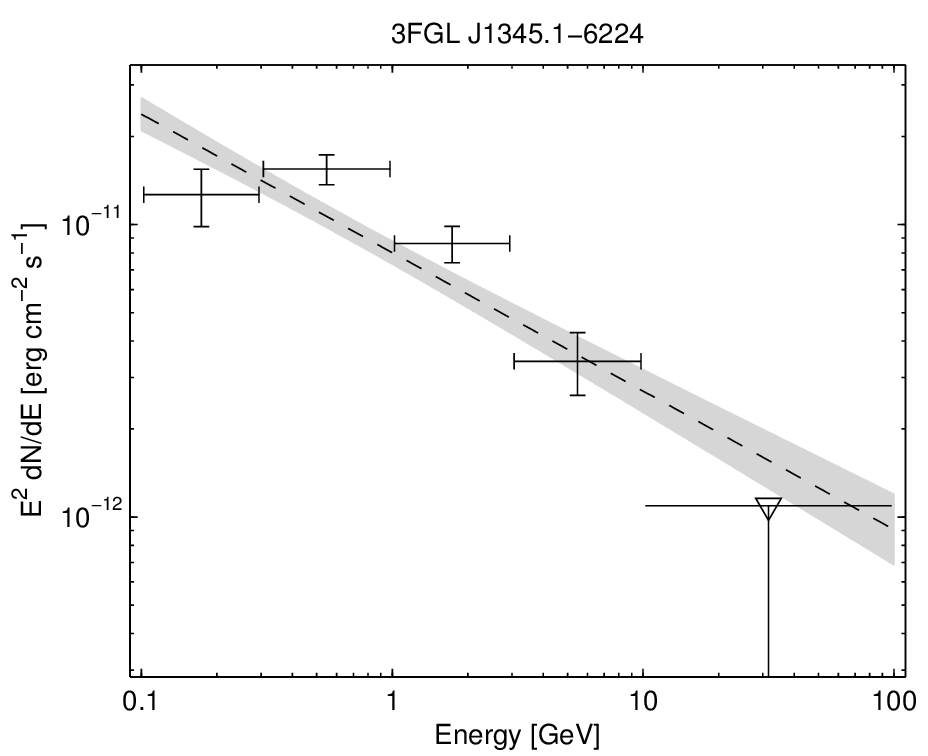 3FGL J1345.1−6224
E² dN/dE [erg cm⁻² s⁻¹]
10⁻¹¹
10⁻¹²
0.1 1 10 100
Energy [GeV]